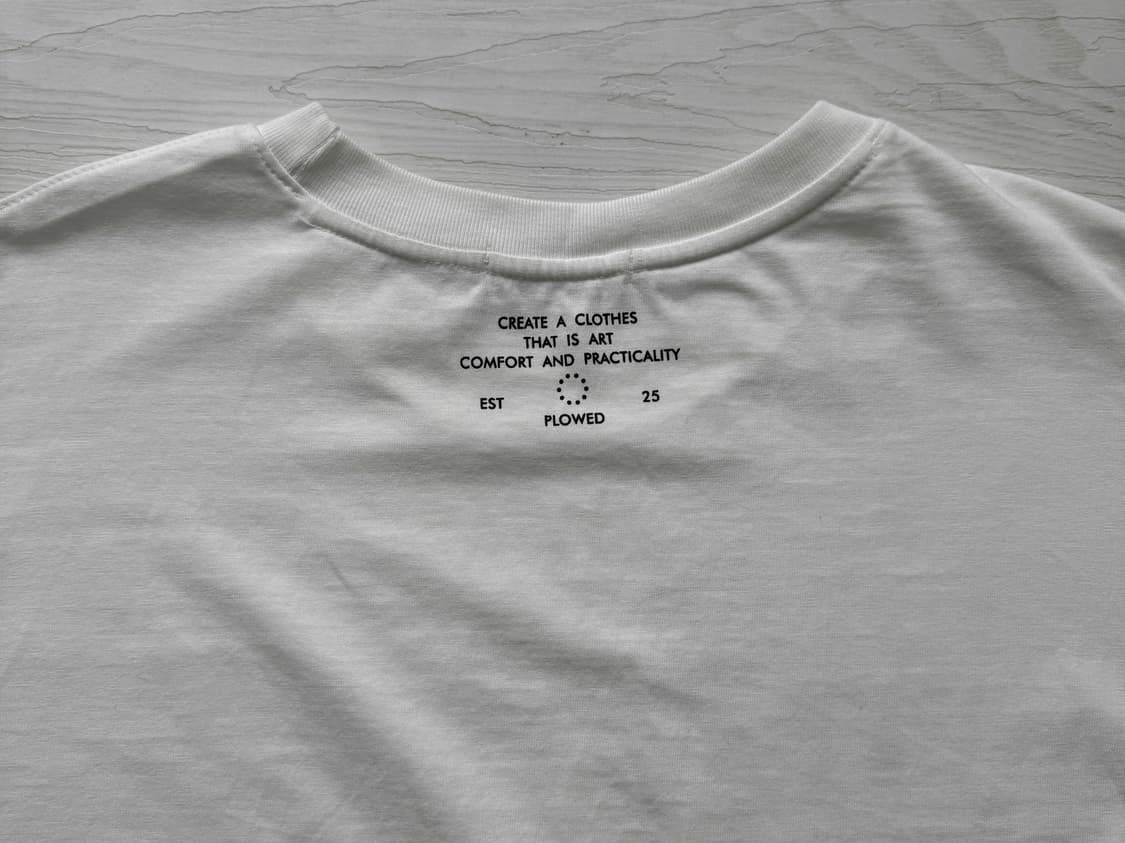 CREATE A CLOTHES
THAT IS ART
COMFORT AND PRACTICALITY
EST 25
PLOWED